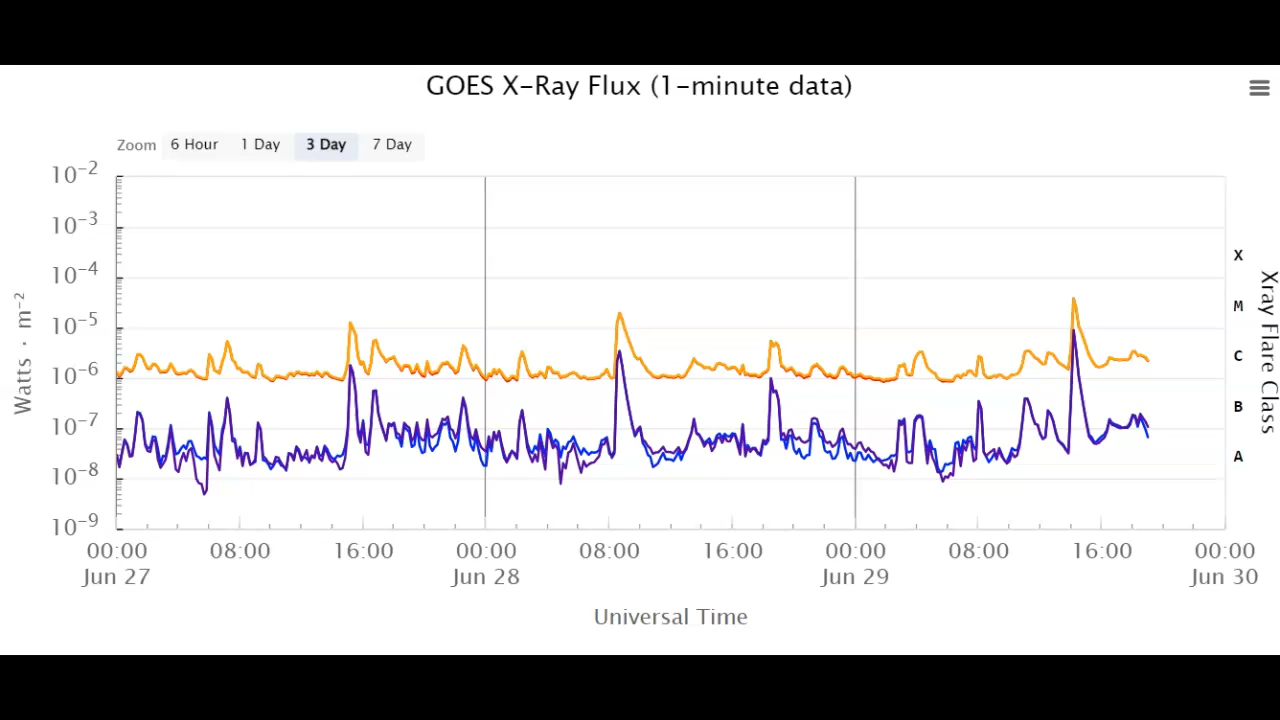 GOES X-Ray Flux (1-minute data)
Zoom 6 Hour 1 Day 3 Day 7 Day
10⁻²
10⁻³
10⁻⁴
10⁻⁵
10⁻⁶
10⁻⁷
10⁻⁸
10⁻⁹
Watts · m⁻²
X
M
C
B
A
Xray Flare Class
00:00 08:00 16:00 00:00 08:00 16:00 00:00 08:00 16:00 00:00
Jun 27 Jun 28 Jun 29 Jun 30
Universal Time